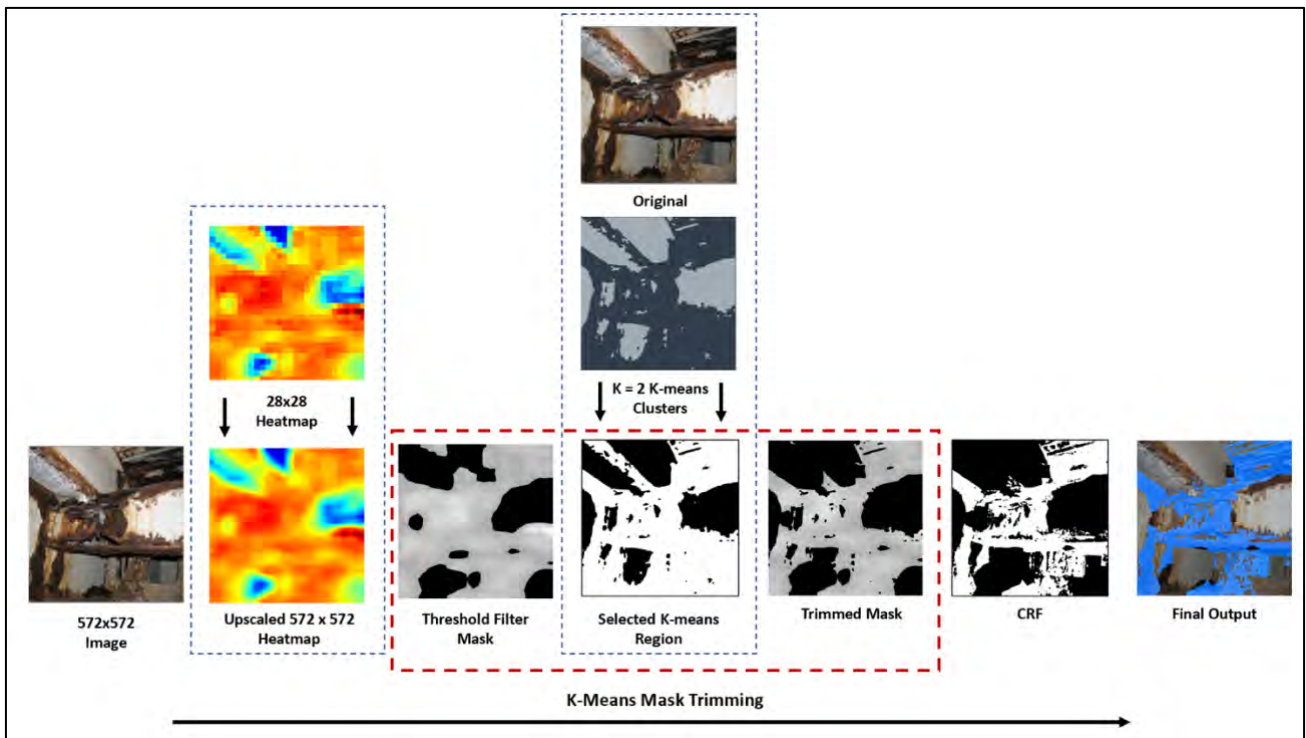 Original
K = 2 K-means
Clusters
28x28
Heatmap
572x572
Image
Upscaled 572 x 572
Heatmap
Threshold Filter
Mask
Selected K-means
Region
Trimmed Mask
CRF
Final Output
K-Means Mask Trimming